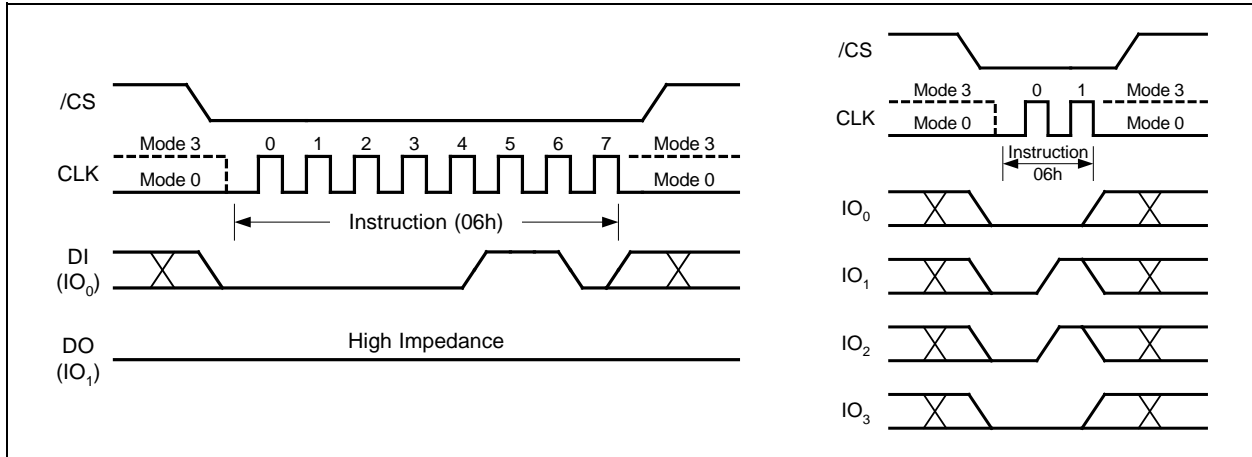 /CS
Mode 3 0 1 2 3 4 5 6 7 Mode 3
CLK Mode 0 Mode 0
Instruction (06h)
DI
(IO0)
High Impedance
DO
(IO1)
/CS
Mode 3 0 1 Mode 3
CLK Mode 0 Mode 0
Instruction
06h
IO0
IO1
IO2
IO3